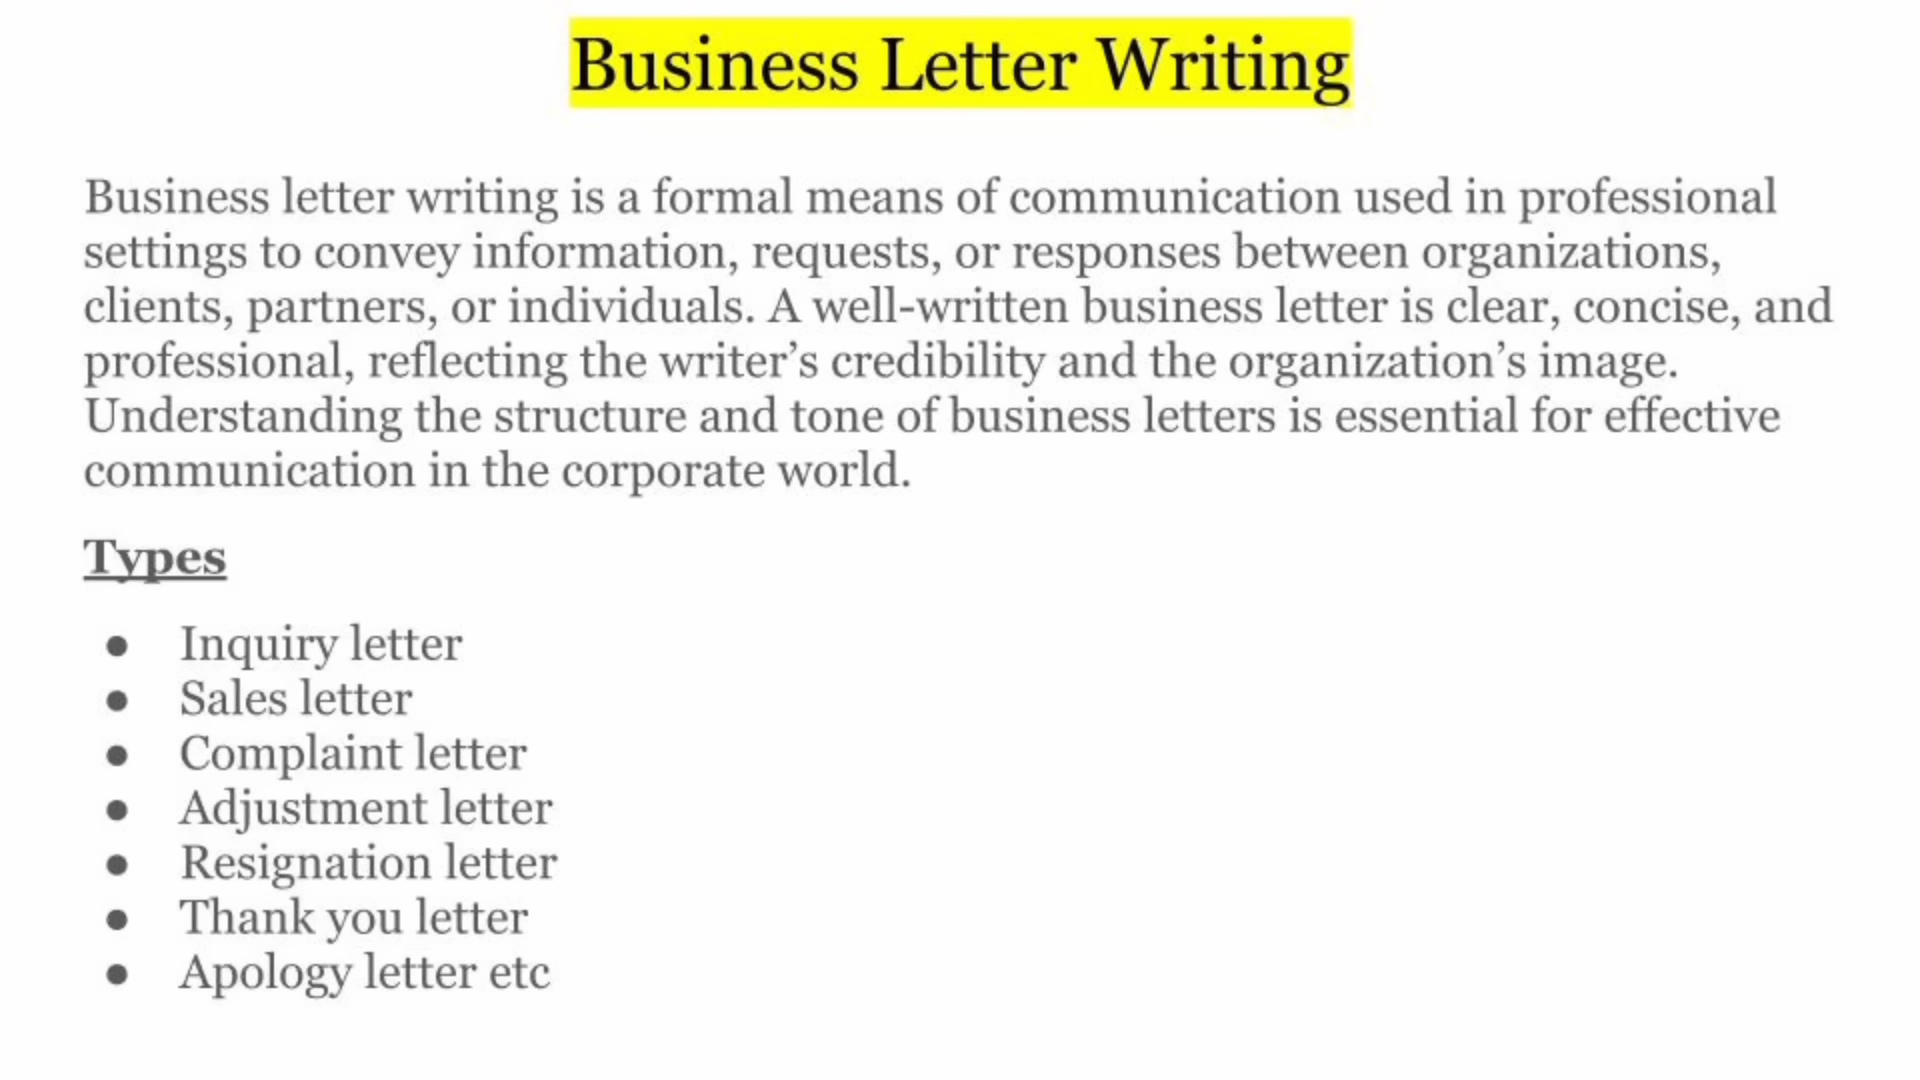 Business Letter Writing
Business letter writing is a formal means of communication used in professional
settings to convey information, requests, or responses between organizations,
clients, partners, or individuals. A well-written business letter is clear, concise, and
professional, reflecting the writer’s credibility and the organization’s image.
Understanding the structure and tone of business letters is essential for effective
communication in the corporate world.
Types
● Inquiry letter
● Sales letter
● Complaint letter
● Adjustment letter
● Resignation letter
● Thank you letter
● Apology letter etc